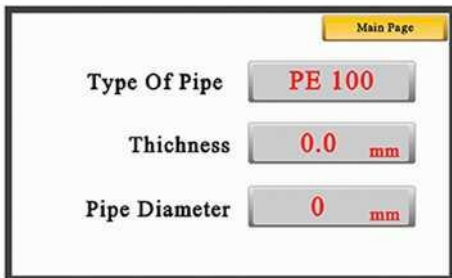 Main Page
Type Of Pipe PE 100
Thichness 0.0 mm
Pipe Diameter 0 mm